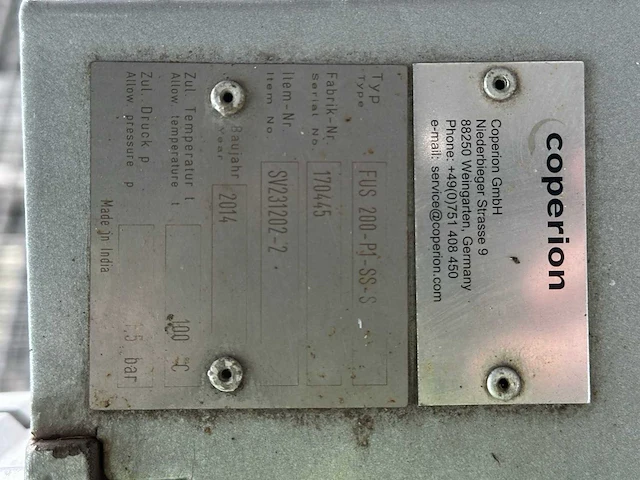 coperion
Coperion GmbH
Niederbieger Strasse 9
88250 Weingarten, Germany
Phone: +49(0)751 408 450
e-mail: service@coperion.com
Typ
Type
FUS 200-P1-SS-S
Fabrik-Nr.
Serial No.
170445
Item-Nr.
Item No.
SV231202-2
Baujahr
year
2014
Zul. Temperatur t
Allow. temperature t
100 °C
Zul. Druck p
Allow. pressure p
bar
Made in India